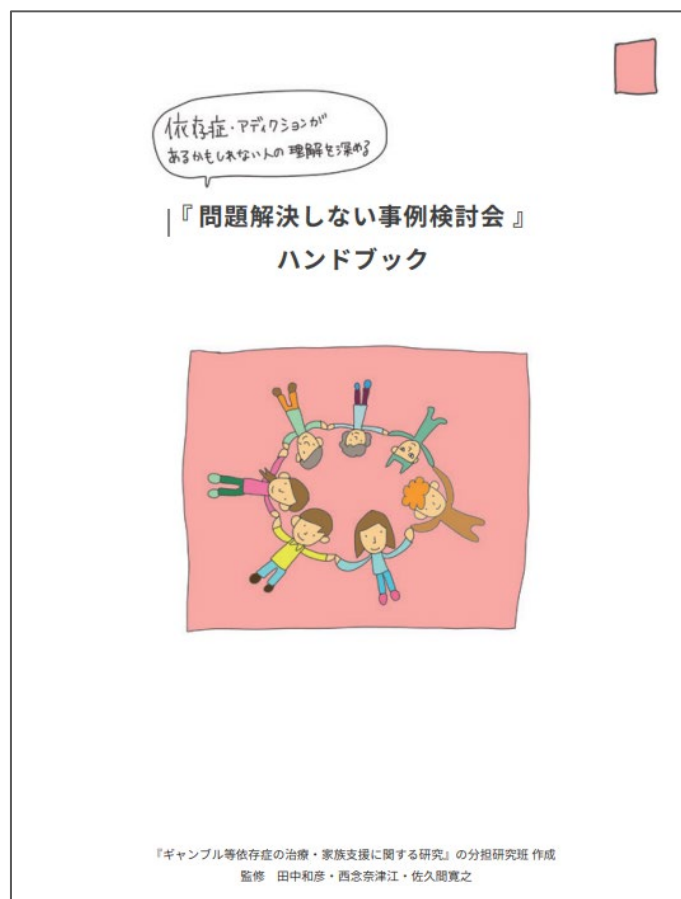 依存症・アディクションが
あるかもしれない人の理解を深める
『問題解決しない事例検討会』
ハンドブック
『ギャンブル等依存症の治療・家族支援に関する研究』の分担研究班 作成
監修　田中和彦・西念奈津江・佐久間寛之